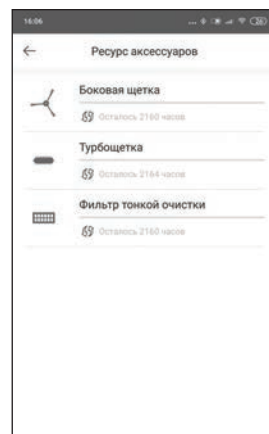 16:06
Ресурс аксессуаров
Боковая щетка
Осталось 2160 часов
Турбощетка
Осталось 2164 часов
Фильтр тонкой очистки
Осталось 2160 часов